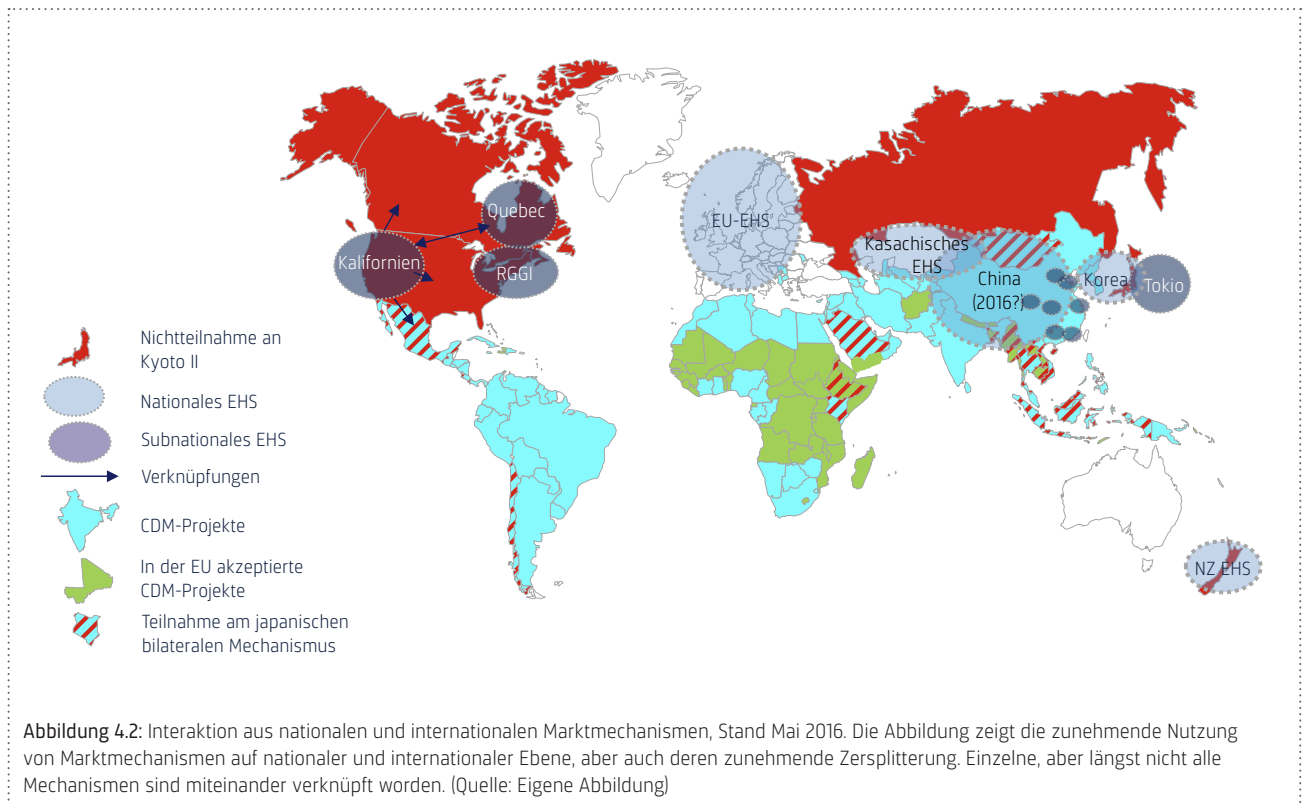 Quebec
EU-EHS
Kalifornien
RGGI
Kasachisches
EHS
China
(2016?)
Korea
Tokio
NZ EHS
Nichtteilnahme an
Kyoto II
Nationales EHS
Subnationales EHS
Verknüpfungen
CDM-Projekte
In der EU akzeptierte
CDM-Projekte
Teilnahme am japanischen
bilateralen Mechanismus
Abbildung 4.2: Interaktion aus nationalen und internationalen Marktmechanismen, Stand Mai 2016. Die Abbildung zeigt die zunehmende Nutzung
von Marktmechanismen auf nationaler und internationaler Ebene, aber auch deren zunehmende Zersplitterung. Einzelne, aber längst nicht alle
Mechanismen sind miteinander verknüpft worden. (Quelle: Eigene Abbildung)